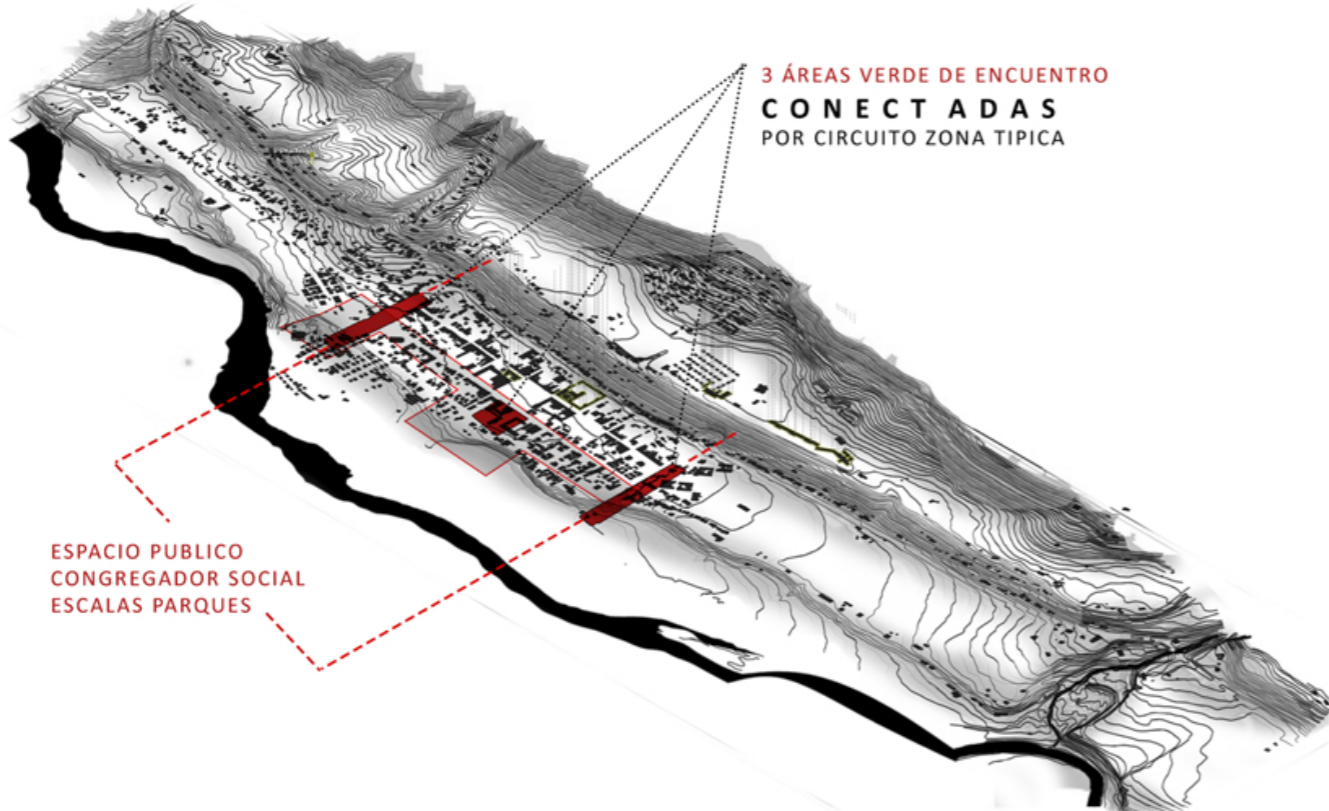 3 ÁREAS VERDE DE ENCUENTRO
CONECT ADAS
POR CIRCUITO ZONA TIPICA
ESPACIO PUBLICO
CONGREGADOR SOCIAL
ESCALAS PARQUES